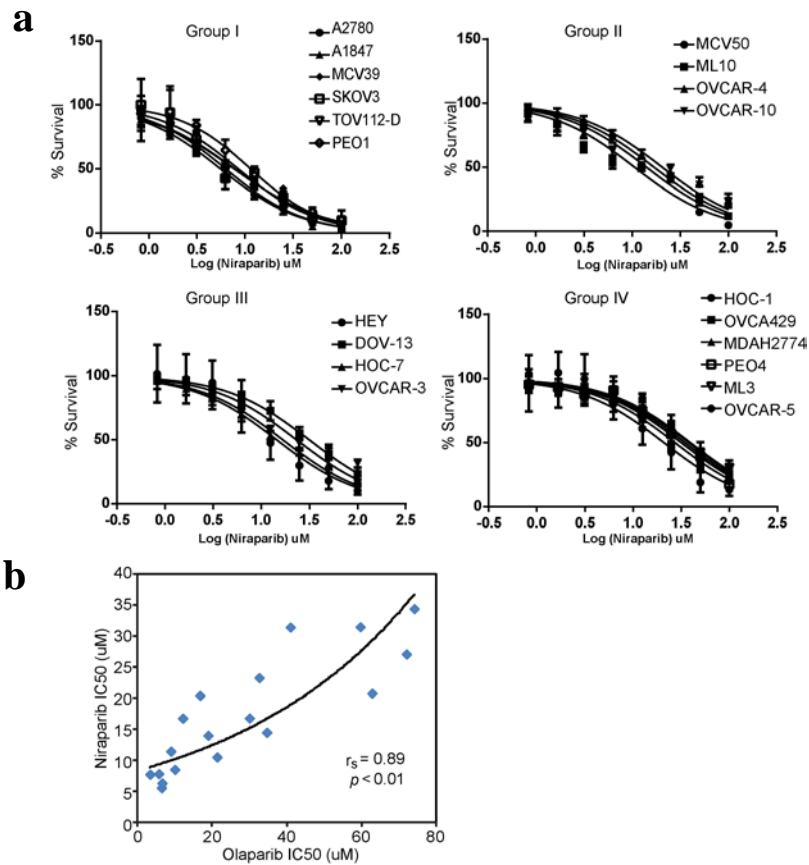 a
Group I
A2780
A1847
MCV39
SKOV3
TOV112-D
PEO1
% Survival
150
100
50
0
-0.5 0.0 0.5 1.0 1.5 2.0 2.5
Log (Niraparib) uM
Group II
MCV50
ML10
OVCAR-4
OVCAR-10
% Survival
150
100
50
0
-0.5 0.0 0.5 1.0 1.5 2.0 2.5
Log (Niraparib) uM
Group III
HEY
DOV-13
HOC-7
OVCAR-3
% Survival
150
100
50
0
-0.5 0.0 0.5 1.0 1.5 2.0 2.5
Log (Niraparib) uM
Group IV
HOC-1
OVCA429
MDAH2774
PEO4
ML3
OVCAR-5
% Survival
150
100
50
0
-0.5 0.0 0.5 1.0 1.5 2.0 2.5
Log (Niraparib) uM
b
Niraparib IC50 (uM)
40
35
30
25
20
15
10
5
0
rs = 0.89
p < 0.01
0 20 40 60 80
Olaparib IC50 (uM)